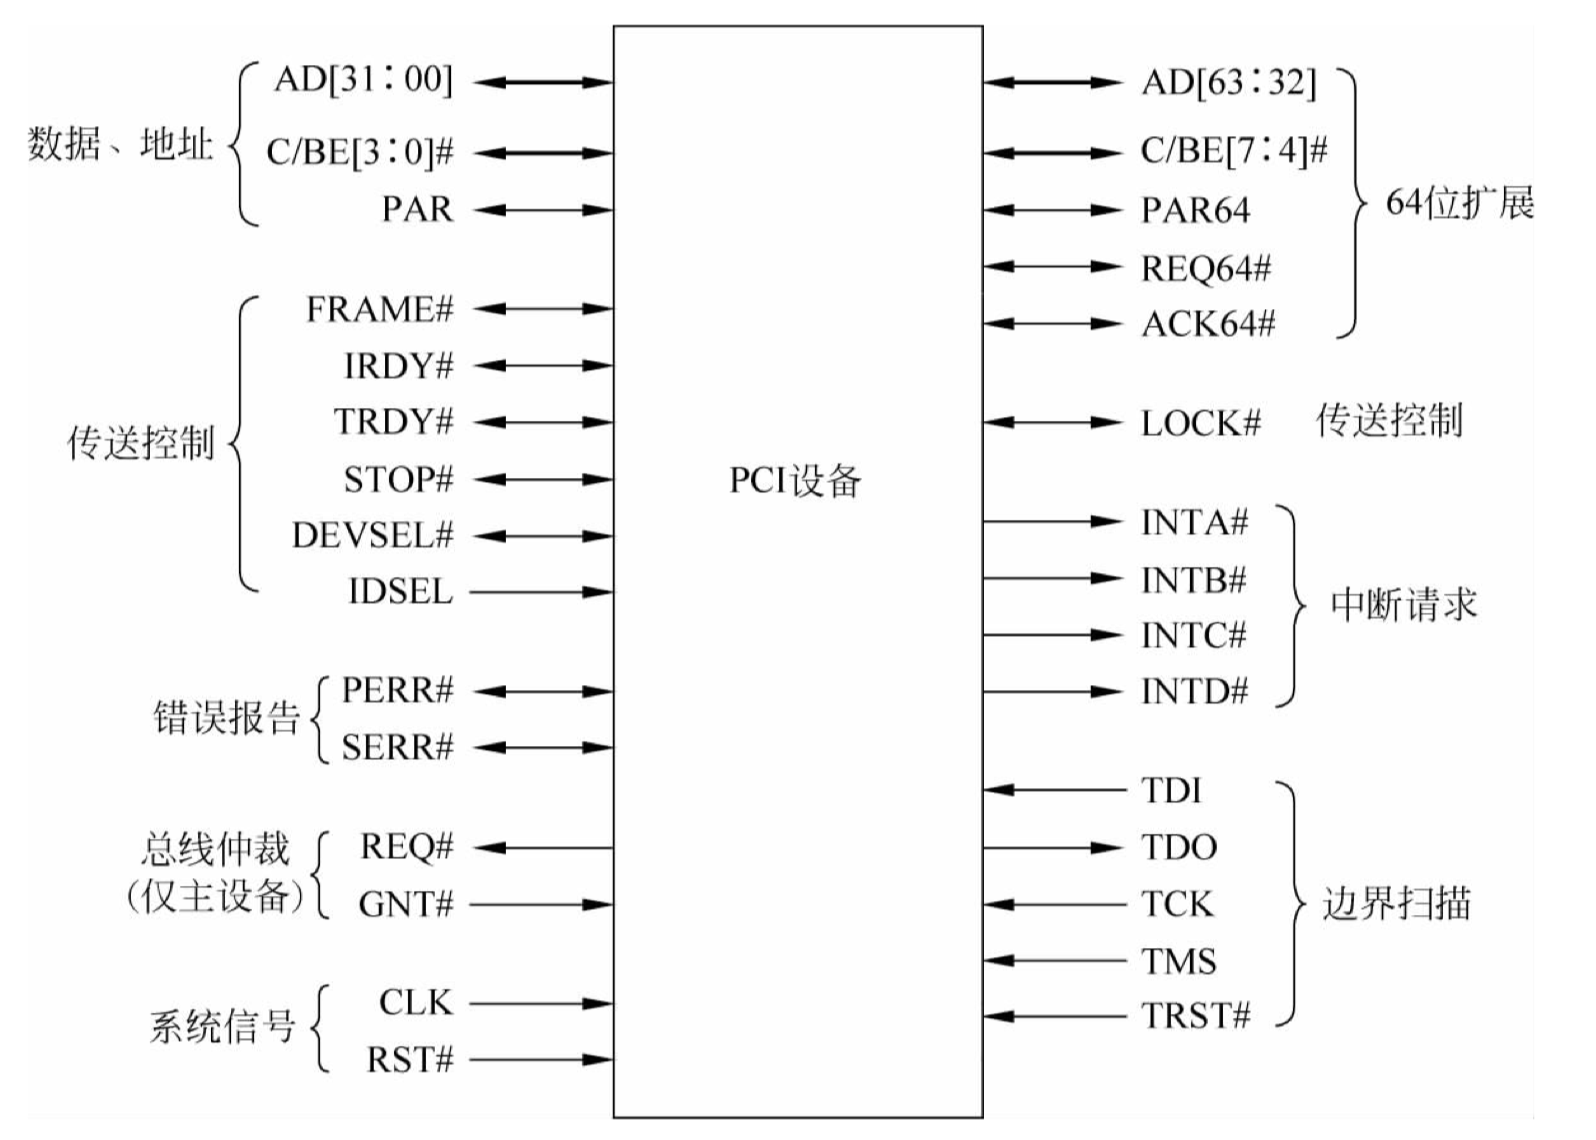 数据、地址
AD[31∶00]
C/BE[3∶0]#
PAR
传送控制
FRAME#
IRDY#
TRDY#
STOP#
DEVSEL#
IDSEL
错误报告
PERR#
SERR#
总线仲裁
(仅主设备)
REQ#
GNT#
系统信号
CLK
RST#
PCI设备
AD[63∶32]
C/BE[7∶4]#
PAR64
REQ64#
ACK64#
64位扩展
LOCK# 传送控制
INTA#
INTB#
INTC#
INTD#
中断请求
TDI
TDO
TCK
TMS
TRST#
边界扫描